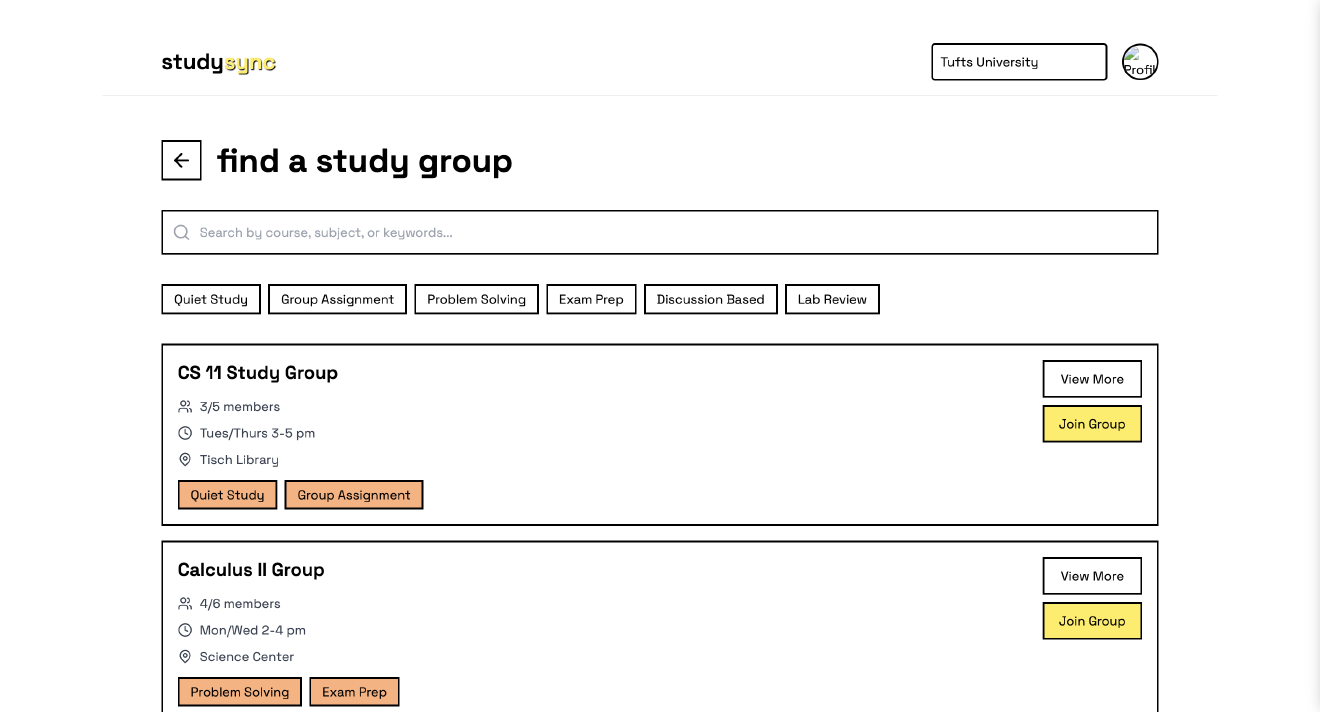 studysync
Tufts University
Profil
find a study group
Search by course, subject, or keywords...
Quiet Study
Group Assignment
Problem Solving
Exam Prep
Discussion Based
Lab Review
CS 11 Study Group
3/5 members
Tues/Thurs 3-5 pm
Tisch Library
Quiet Study
Group Assignment
View More
Join Group
Calculus II Group
4/6 members
Mon/Wed 2-4 pm
Science Center
Problem Solving
Exam Prep
View More
Join Group